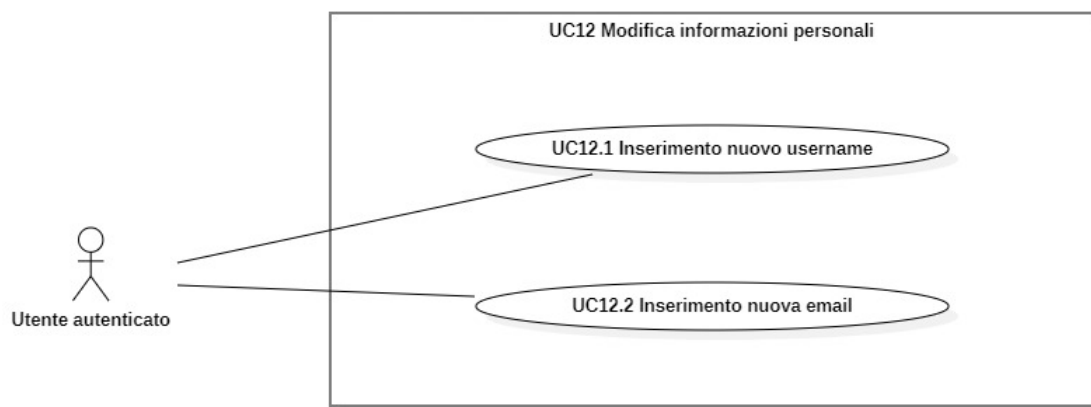 UC12 Modifica informazioni personali
UC12.1 Inserimento nuovo username
Utente autenticato
UC12.2 Inserimento nuova email